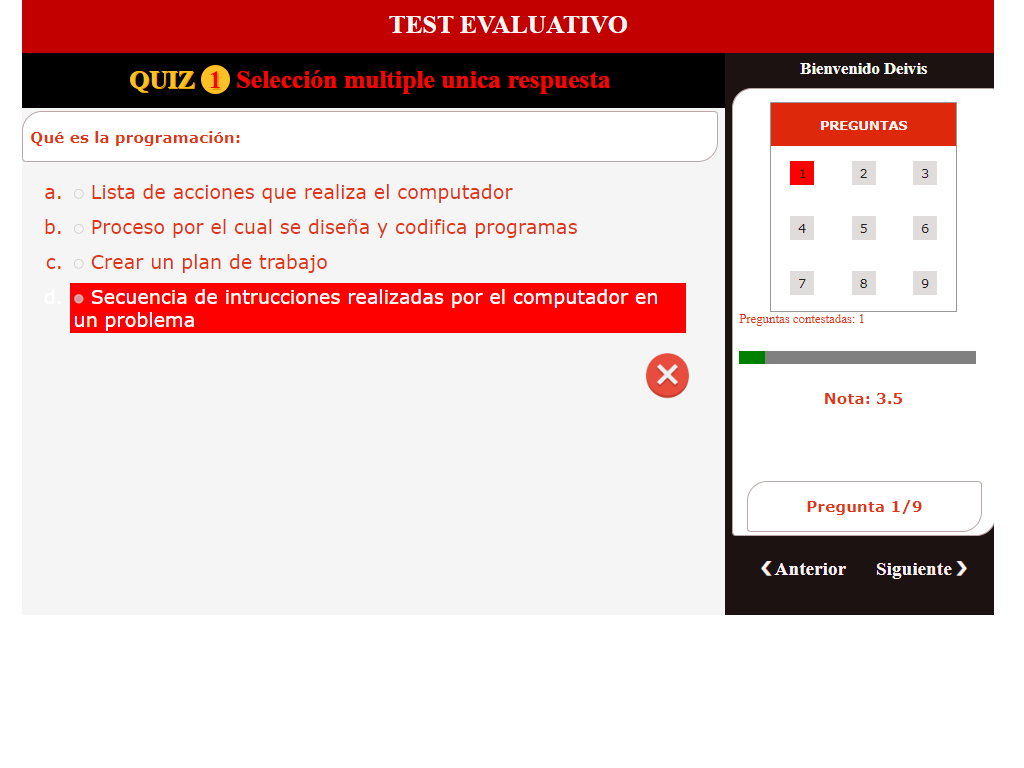 TEST EVALUATIVO
QUIZ 1 Selección multiple unica respuesta
Qué es la programación:
a. Lista de acciones que realiza el computador
b. Proceso por el cual se diseña y codifica programas
c. Crear un plan de trabajo
d. Secuencia de intrucciones realizadas por el computador en
un problema
Bienvenido Deivis
PREGUNTAS
1 2 3
4 5 6
7 8 9
Preguntas contestadas: 1
Nota: 3.5
Pregunta 1/9
❮ Anterior Siguiente ❯